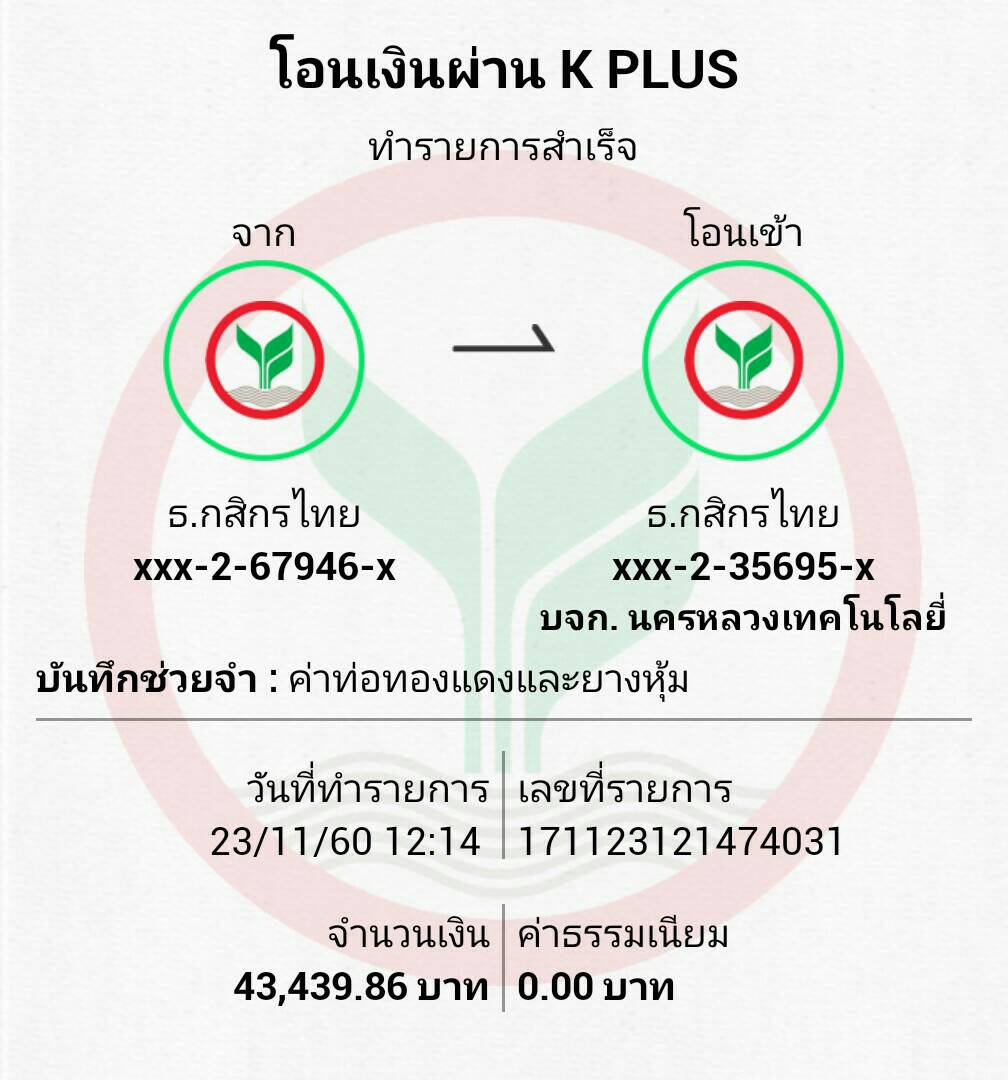 โอนเงินผ่าน K PLUS
ทำรายการสำเร็จ
จาก
โอนเข้า
ธ.กสิกรไทย
xxx-2-67946-x
ธ.กสิกรไทย
xxx-2-35695-x
บจก. นครหลวงเทคโนโลยี่
บันทึกช่วยจำ : ค่าท่อทองแดงและยางหุ้ม
วันที่ทำรายการ
23/11/60 12:14
เลขที่รายการ
171123121474031
จำนวนเงิน
43,439.86 บาท
ค่าธรรมเนียม
0.00 บาท